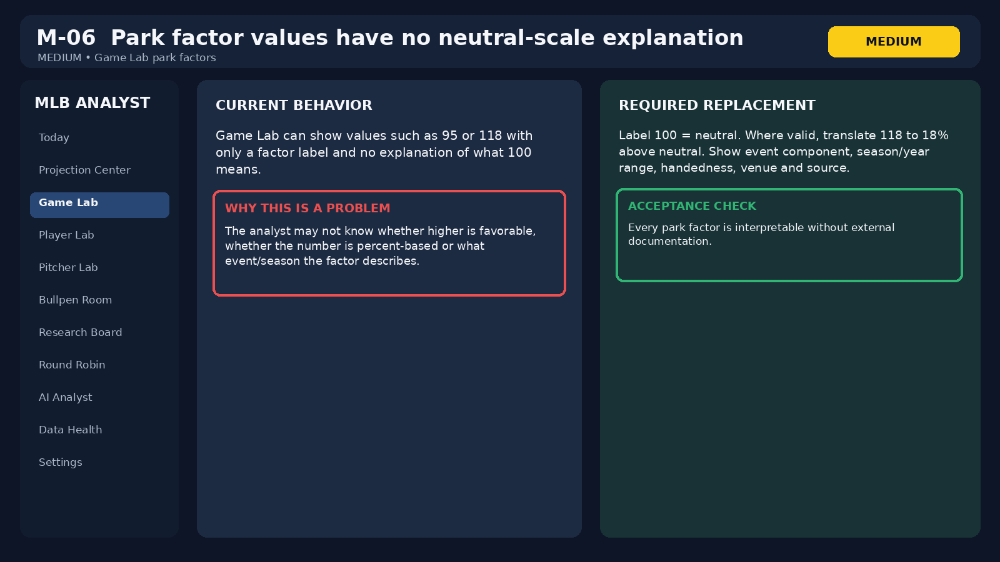 M-06  Park factor values have no neutral-scale explanation
MEDIUM • Game Lab park factors
MEDIUM
MLB ANALYST
Today
Projection Center
Game Lab
Player Lab
Pitcher Lab
Bullpen Room
Research Board
Round Robin
AI Analyst
Data Health
Settings
CURRENT BEHAVIOR
Game Lab can show values such as 95 or 118 with
only a factor label and no explanation of what 100
means.
WHY THIS IS A PROBLEM
The analyst may not know whether higher is favorable,
whether the number is percent-based or what
event/season the factor describes.
REQUIRED REPLACEMENT
Label 100 = neutral. Where valid, translate 118 to 18%
above neutral. Show event component, season/year
range, handedness, venue and source.
ACCEPTANCE CHECK
Every park factor is interpretable without external
documentation.